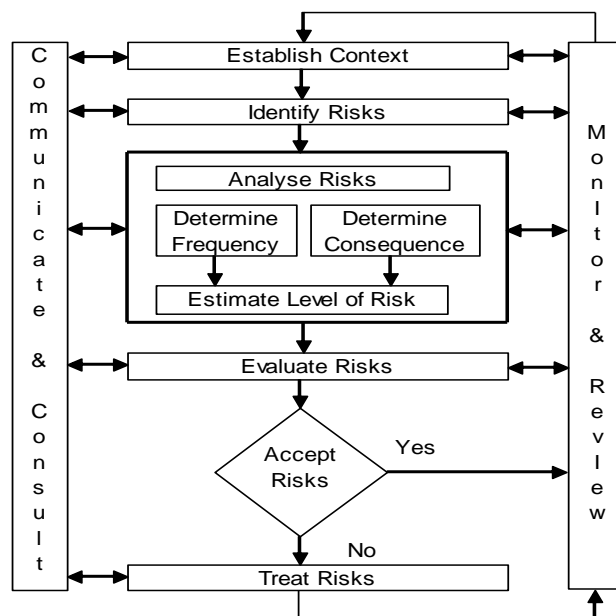 Communicate & Consult
Establish Context
Identify Risks
Analyse Risks
Determine
Frequency
Determine
Consequence
Estimate Level of Risk
Evaluate Risks
Accept
Risks
Yes
No
Treat Risks
MonItor & RevIew